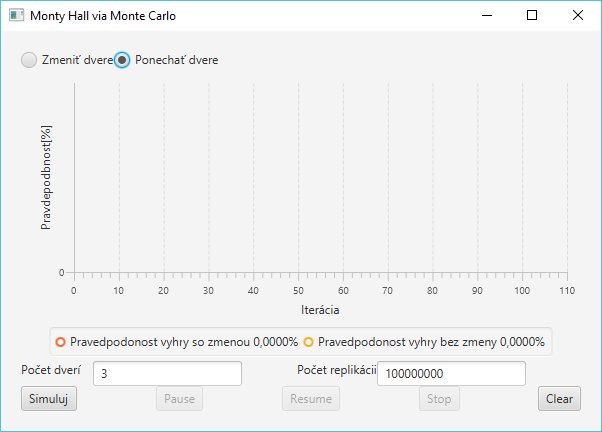 Monty Hall via Monte Carlo
Zmeniť dvere Ponechať dvere
Pravdepodbnost[%]
0
0 10 20 30 40 50 60 70 80 90 100 110
Iterácia
Pravedpodonost vyhry so zmenou 0,0000% Pravedpodonost vyhry bez zmeny 0,0000%
Počet dverí 3 Počet replikácii 100000000
Simuluj Pause Resume Stop Clear